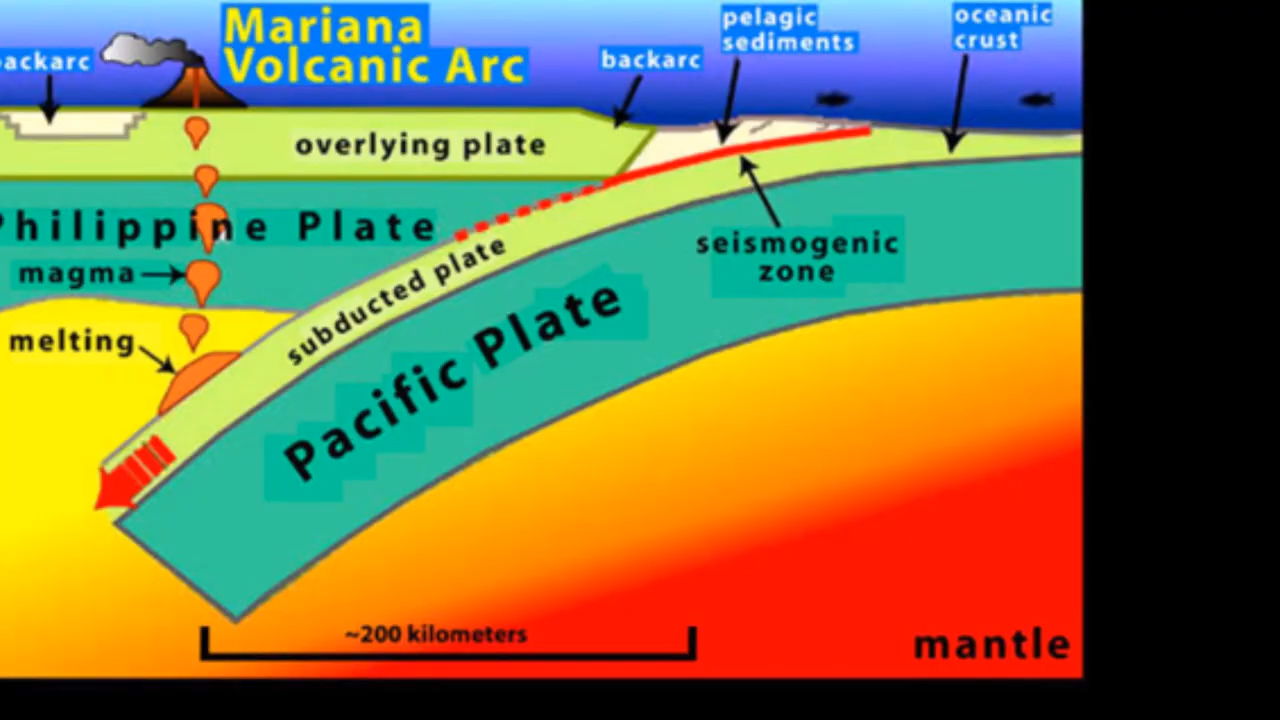 Mariana
Volcanic Arc
backarc
backarc
pelagic
sediments
oceanic
crust
overlying plate
Philippine Plate
magma
melting
subducted plate
seismogenic
zone
Pacific Plate
~200 kilometers
mantle